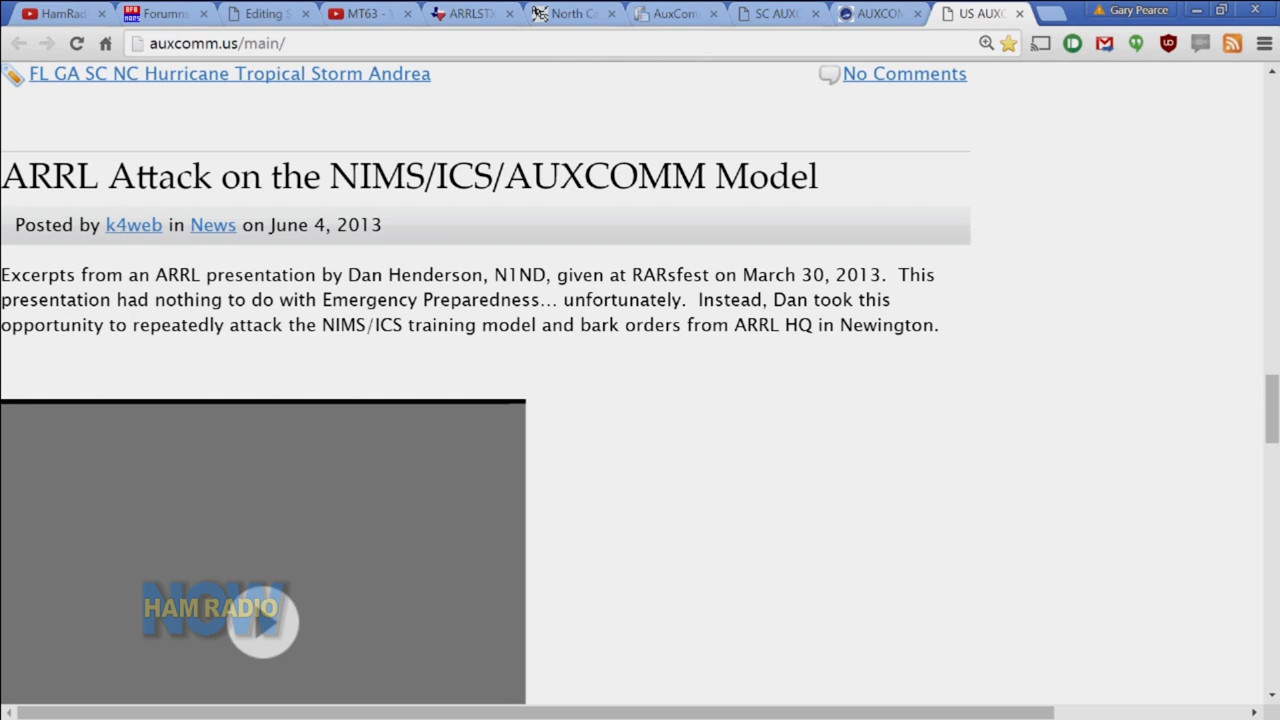 HamRad
Forumns
Editing S
MT63 - Y
ARRLST
North Ca
AuxCom
SC AUXC
AUXCOM
US AUXC
Gary Pearce
auxcomm.us/main/
FL GA SC NC Hurricane Tropical Storm Andrea
No Comments
ARRL Attack on the NIMS/ICS/AUXCOMM Model
Posted by k4web in News on June 4, 2013
Excerpts from an ARRL presentation by Dan Henderson, N1ND, given at RARsfest on March 30, 2013. This
presentation had nothing to do with Emergency Preparedness... unfortunately. Instead, Dan took this
opportunity to repeatedly attack the NIMS/ICS training model and bark orders from ARRL HQ in Newington.
NOW
HAM RADIO